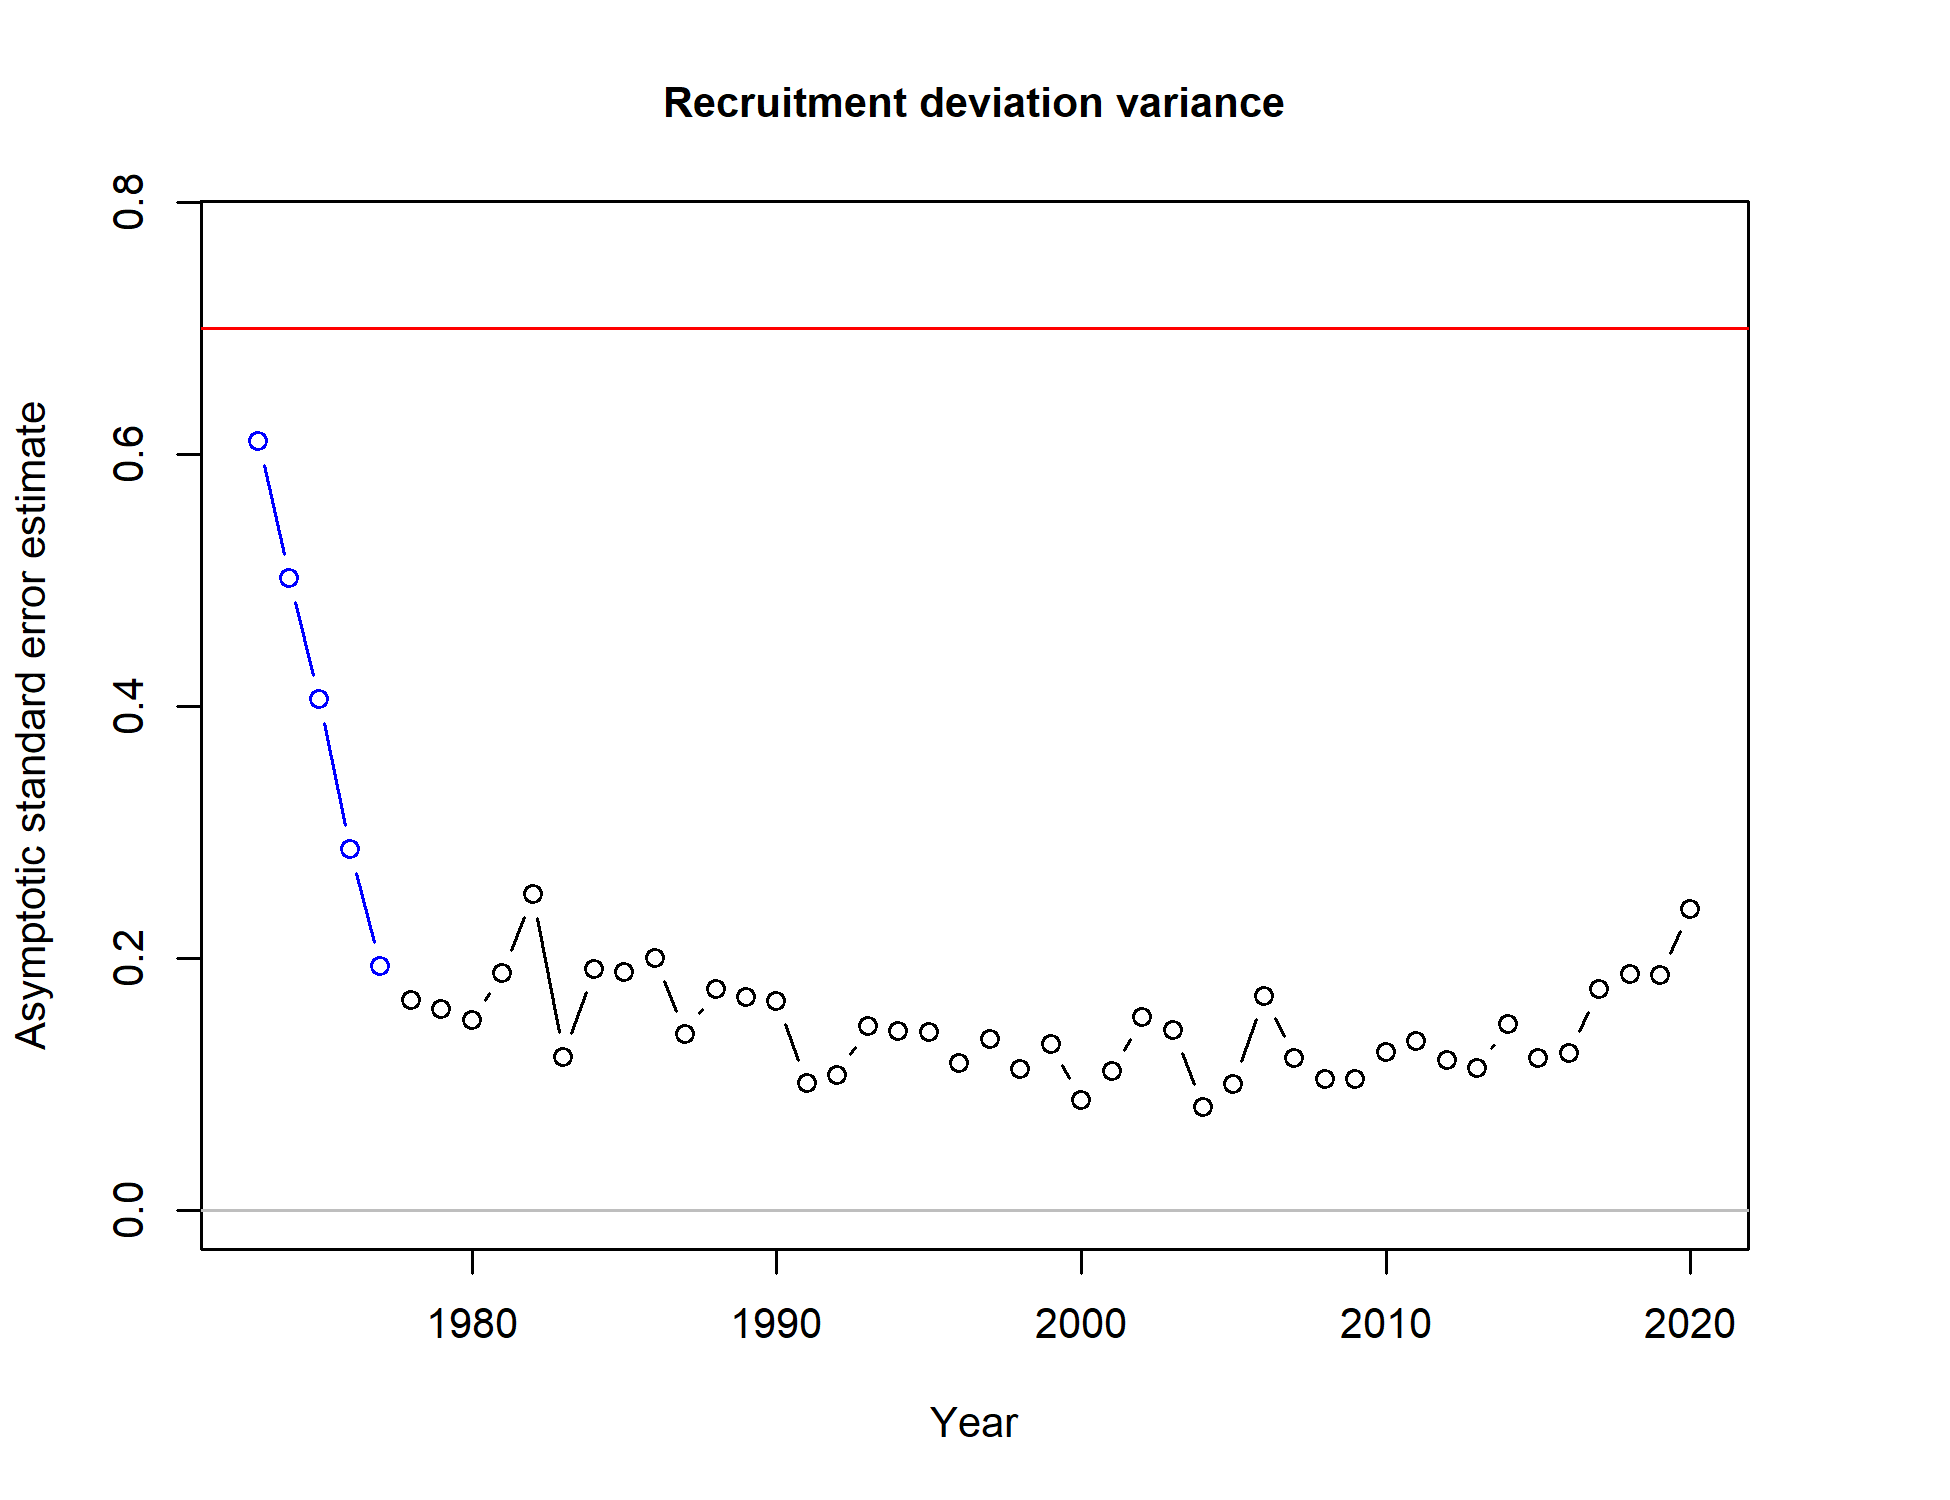 Recruitment deviation variance
0.8
0.6
0.4
0.2
0.0
Asymptotic standard error estimate
1980 1990 2000 2010 2020
Year